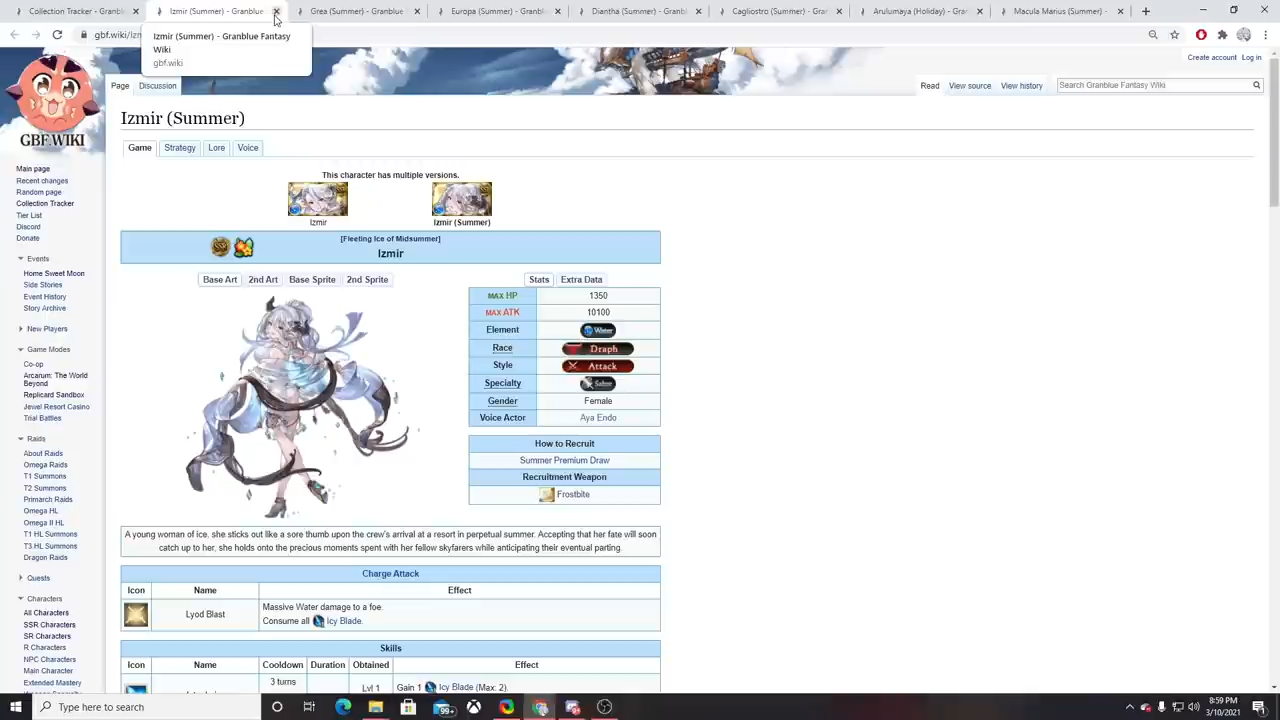 Collection Tracker - Granblue
Izmir (Summer) - Granblue
Grea (Summer) - Granblue
Europa (Summer) - Granblue
Danthe (Summer) - Granblue
Cagliostro (Summer) - Gran
Arulumaya (Holiday) - Granb
Macula Marius (Summer) -
gbf.wiki/Iz
Izmir (Summer) - Granblue Fantasy
Wiki
gbf.wiki
Create account Log in
Page Discussion
Read View source View history
Search Granblue Fantasy Wiki
GBF.WIKI
Main page
Recent changes
Random page
Collection Tracker
Tier List
Discord
Donate
Events
Home Sweet Moon
Side Stories
Event History
Story Archive
New Players
Game Modes
Co-op
Arcarum: The World
Beyond
Replicard Sandbox
Jewel Resort Casino
Trial Battles
Raids
About Raids
Omega Raids
T1 Summons
T2 Summons
Primarch Raids
Omega HL
Omega II HL
T1 HL Summons
T3 HL Summons
Dragon Raids
Quests
Characters
All Characters
SSR Characters
SR Characters
R Characters
NPC Characters
Main Character
Extended Mastery
Izmir (Summer)
Game Strategy Lore Voice
This character has multiple versions.
Izmir
Izmir (Summer)
[Fleeting Ice of Midsummer]
Izmir
Base Art 2nd Art Base Sprite 2nd Sprite
Stats Extra Data
MAX HP 1350
MAX ATK 10100
Element Water
Race Draph
Style Attack
Specialty Sabre
Gender Female
Voice Actor Aya Endo
How to Recruit
Summer Premium Draw
Recruitment Weapon
Frostbite
A young woman of ice, she sticks out like a sore thumb upon the crew's arrival at a resort in perpetual summer. Accepting that her fate will soon
catch up to her, she holds onto the precious moments spent with her fellow skyfarers while anticipating their eventual parting.
Charge Attack
Icon Name Effect
Lyod Blast
Massive Water damage to a foe.
Consume all Icy Blade.
Skills
Icon Name Cooldown Duration Obtained Effect
3 turns
Lvl 1
Gain 1 Icy Blade (Max: 2).
Type here to search
99+
8:59 PM
3/10/2021